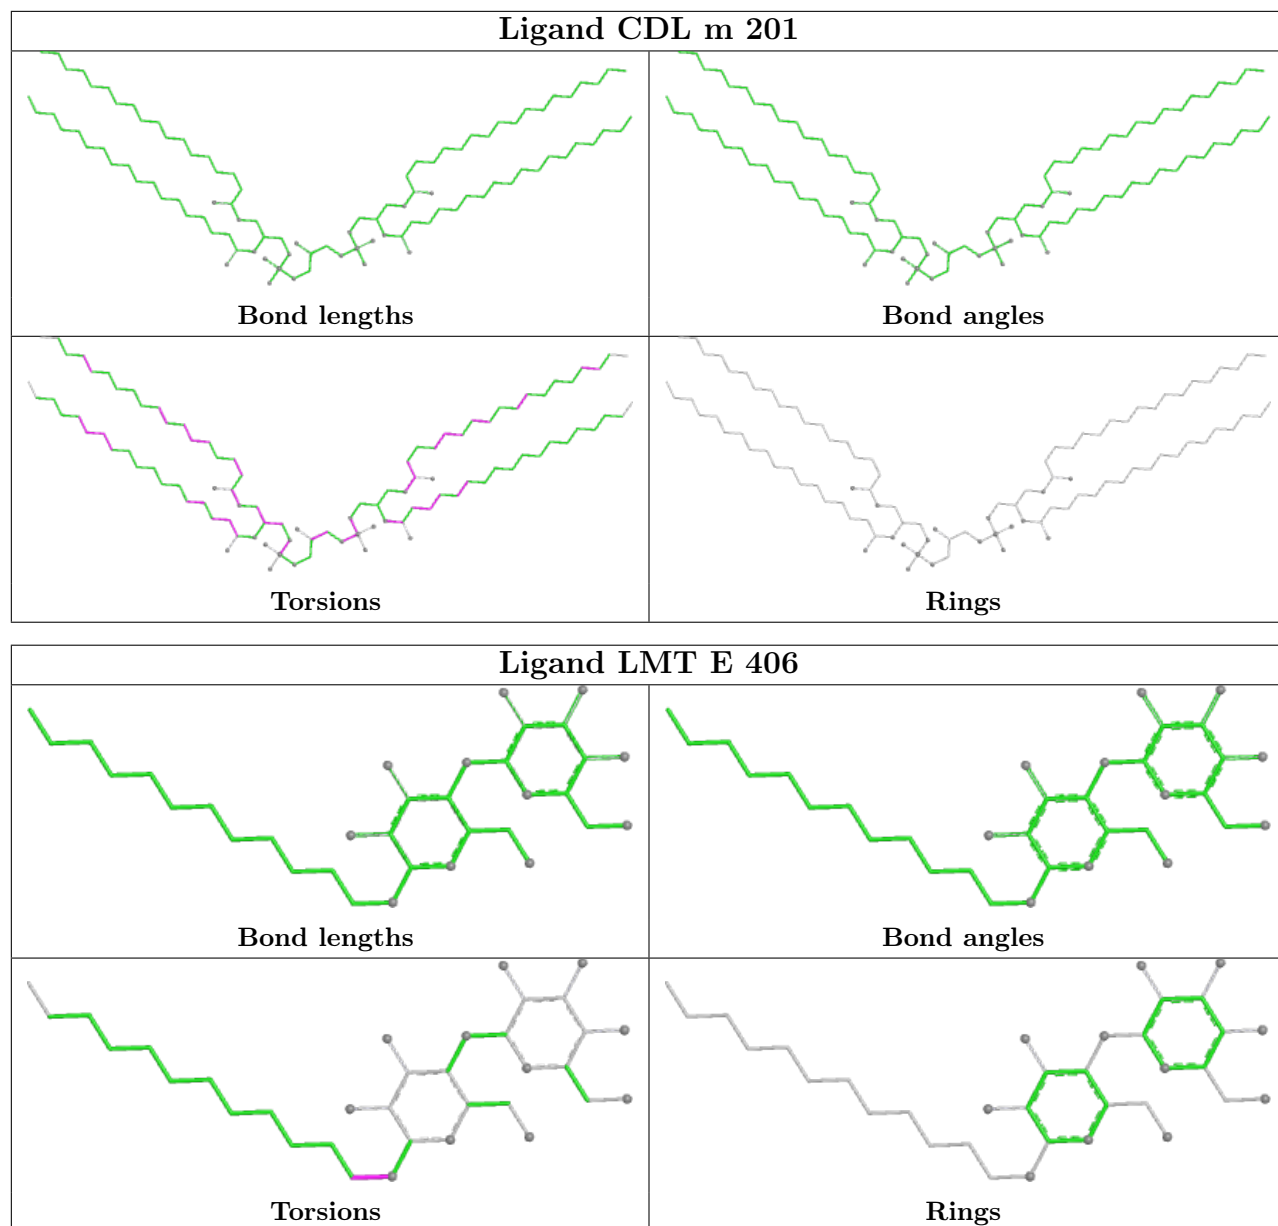 Ligand CDL m 201
Bond lengths
Bond angles
Torsions
Rings
Ligand LMT E 406
Bond lengths
Bond angles
Torsions
Rings